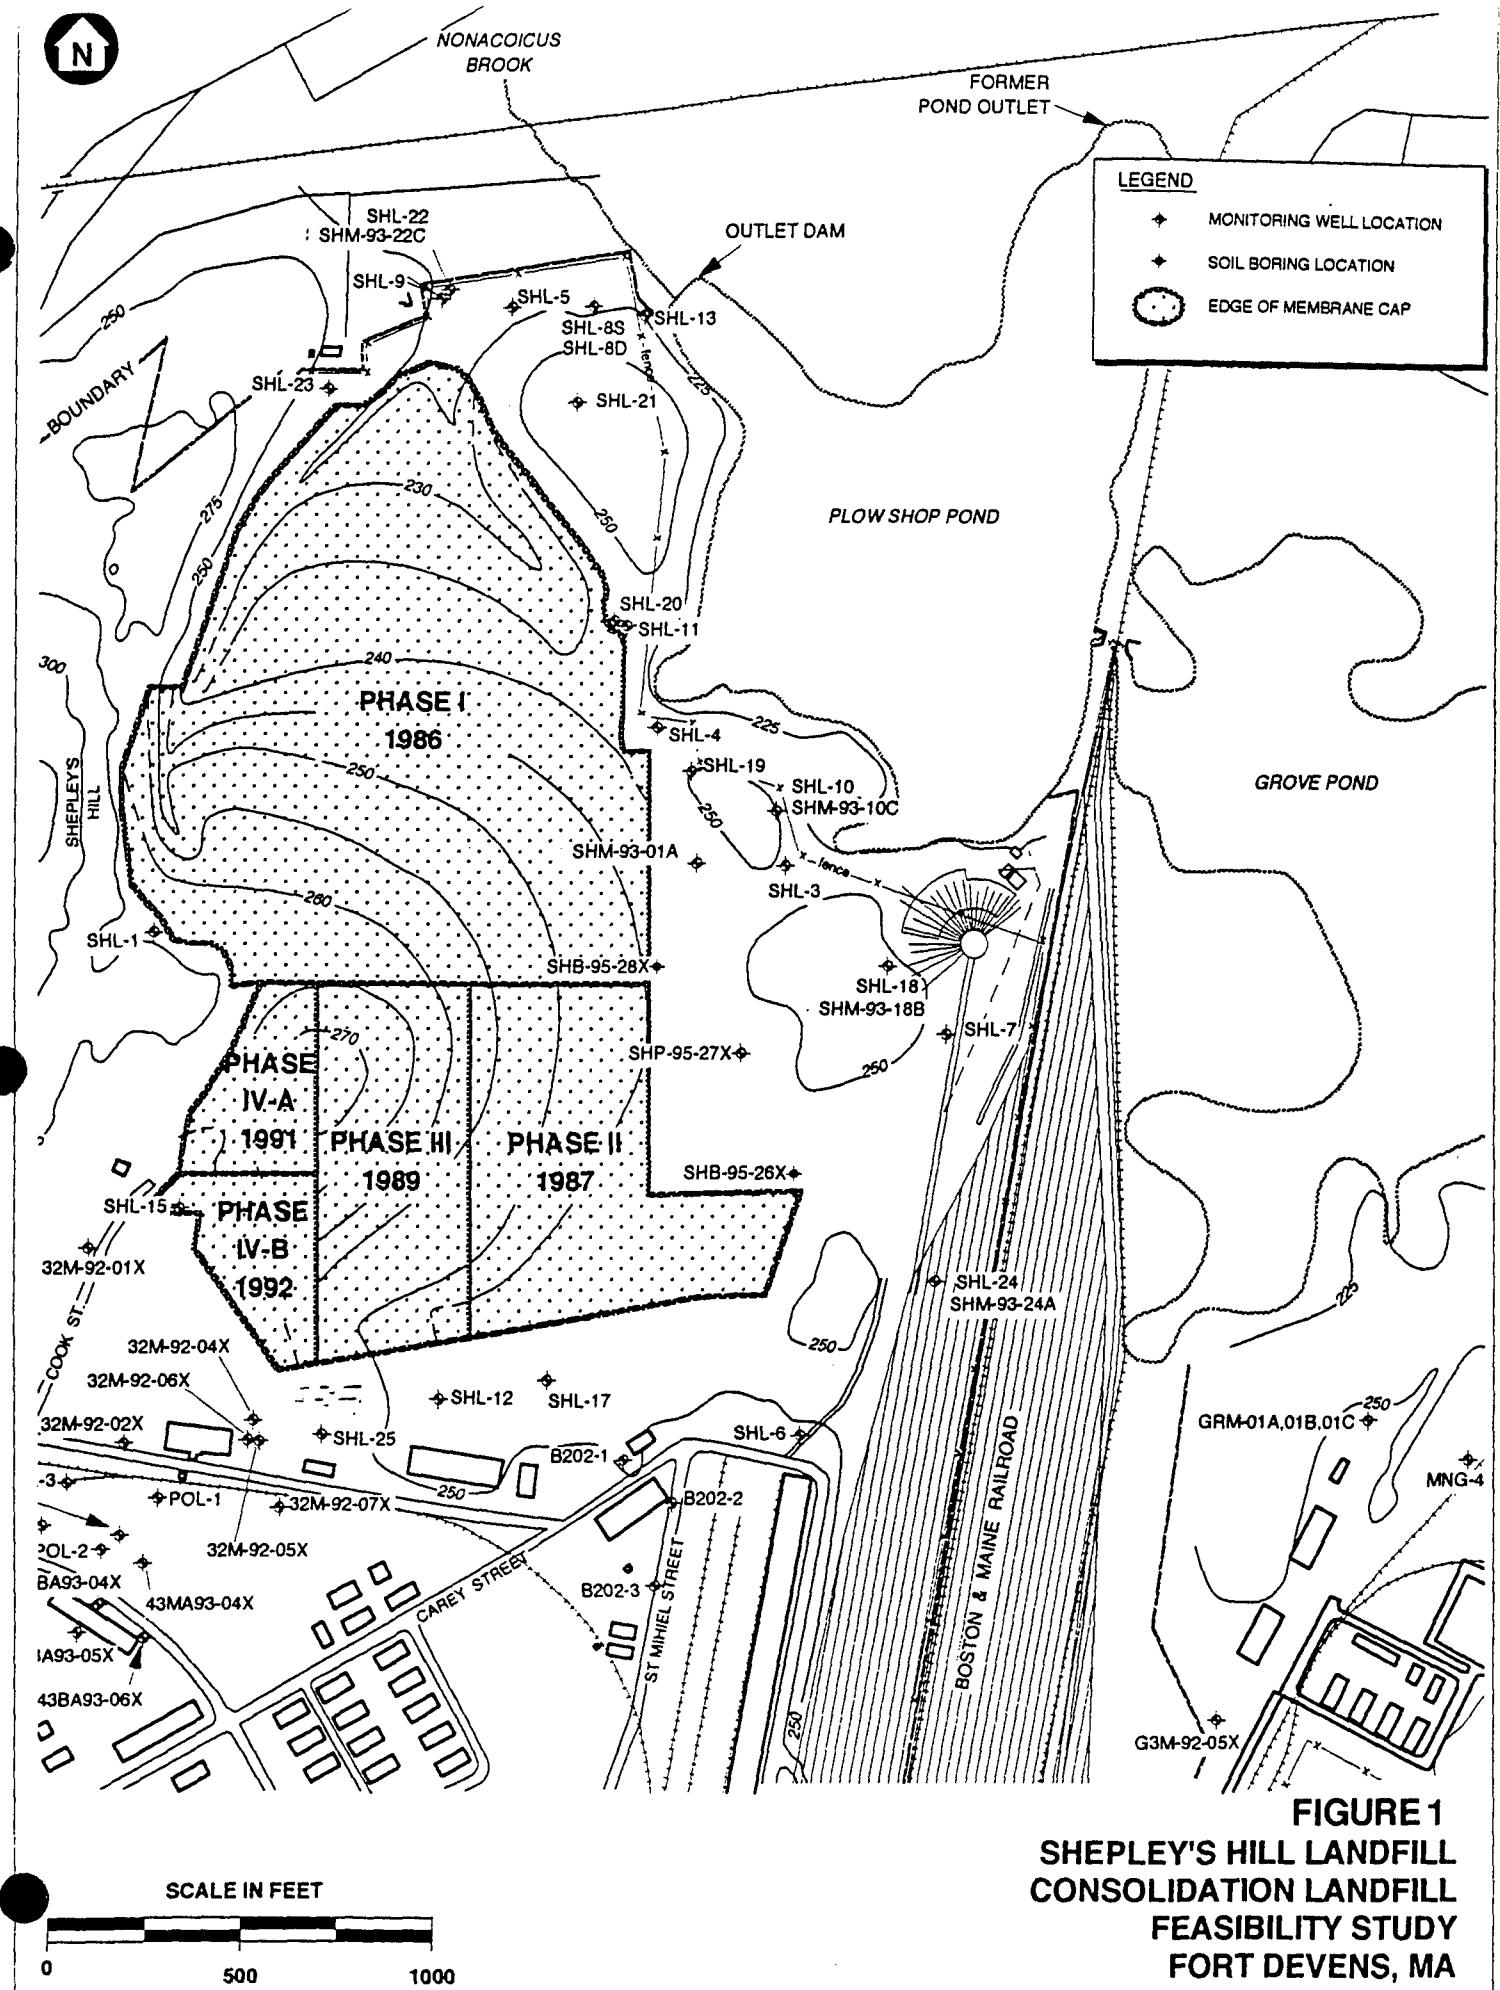 N
NONACOICUS
BROOK
FORMER
POND OUTLET
LEGEND
MONITORING WELL LOCATION
SOIL BORING LOCATION
EDGE OF MEMBRANE CAP
SHL-22
SHM-93-22C
OUTLET DAM
SHL-9
SHL-5
SHL-8S
SHL-8D
SHL-13
250
fence
225
SHL-23
BOUNDARY
SHL-21
230
275
250
250
PLOW SHOP POND
SHL-20
SHL-11
300
240
PHASE I
1986
225
SHL-4
SHL-19
250
SHL-10
SHM-93-10C
GROVE POND
SHEPLEY'S
HILL
250
SHM-93-01A
fence
SHL-3
260
SHL-1
SHB-95-28X
SHL-18
SHM-93-18B
SHL-7
270
SHP-95-27X
250
PHASE
IV-A
1991
PHASE III
1989
PHASE II
1987
SHB-95-26X
SHL-15
PHASE
IV-B
1992
32M-92-01X
SHL-24
SHM-93-24A
225
COOK ST.
250
32M-92-04X
32M-92-06X
SHL-12
SHL-17
250
GRM-01A,01B,01C
32M-92-02X
SHL-25
SHL-6
B202-1
MNG-4
-3
250
POL-1
32M-92-07X
B202-2
POL-2
32M-92-05X
BA93-04X
43MA93-04X
CAREY STREET
B202-3
ST MIHIEL STREET
BOSTON & MAINE RAILROAD
A93-05X
43BA93-06X
250
G3M-92-05X
FIGURE 1
SHEPLEY'S HILL LANDFILL
CONSOLIDATION LANDFILL
FEASIBILITY STUDY
FORT DEVENS, MA
SCALE IN FEET
0
500
1000